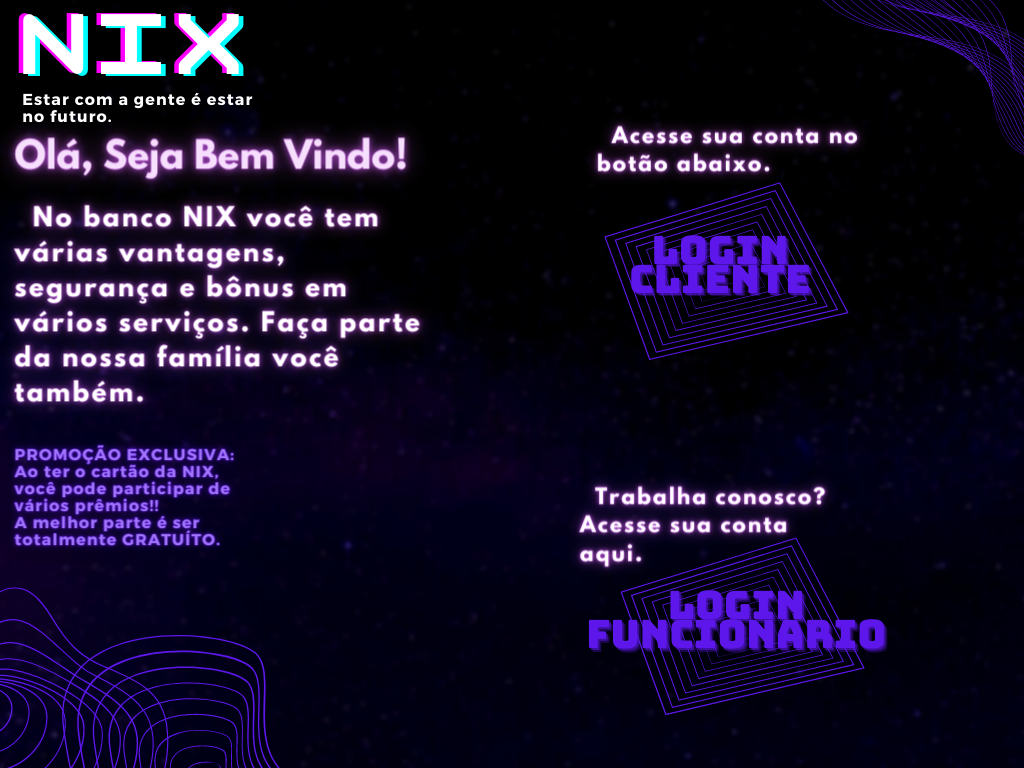 NIX
Estar com a gente é estar
no futuro.
Olá, Seja Bem Vindo!
No banco NIX você tem
várias vantagens,
segurança e bônus em
vários serviços. Faça parte
da nossa família você
também.
PROMOÇÃO EXCLUSIVA:
Ao ter o cartão da NIX,
você pode participar de
vários prêmios!!
A melhor parte é ser
totalmente GRATUÍTO.
Acesse sua conta no
botão abaixo.
LOGIN
CLIENTE
Trabalha conosco?
Acesse sua conta
aqui.
LOGIN
FUNCIONARIO